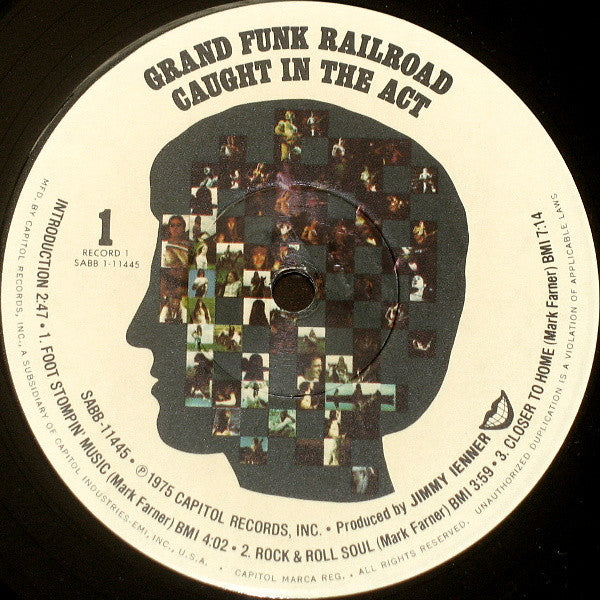 GRAND FUNK RAILROAD
CAUGHT IN THE ACT
1
RECORD 1
SABB 1-11445
INTRODUCTION 2:47 • 1. FOOT STOMPIN' MUSIC (Mark Farner) BMI 4:02 • 2. ROCK & ROLL SOUL (Mark Farner) BMI 3:59 • 3. CLOSER TO HOME (Mark Farner) BMI 7:14
SABB-11445 • ℗ 1975 CAPITOL RECORDS, INC. • Produced by JIMMY IENNER
MFD. BY CAPITOL RECORDS, INC., A SUBSIDIARY OF CAPITOL INDUSTRIES-EMI, INC., U.S.A. • CAPITOL MARCA REG. • ALL RIGHTS RESERVED. UNAUTHORIZED DUPLICATION IS A VIOLATION OF APPLICABLE LAWS